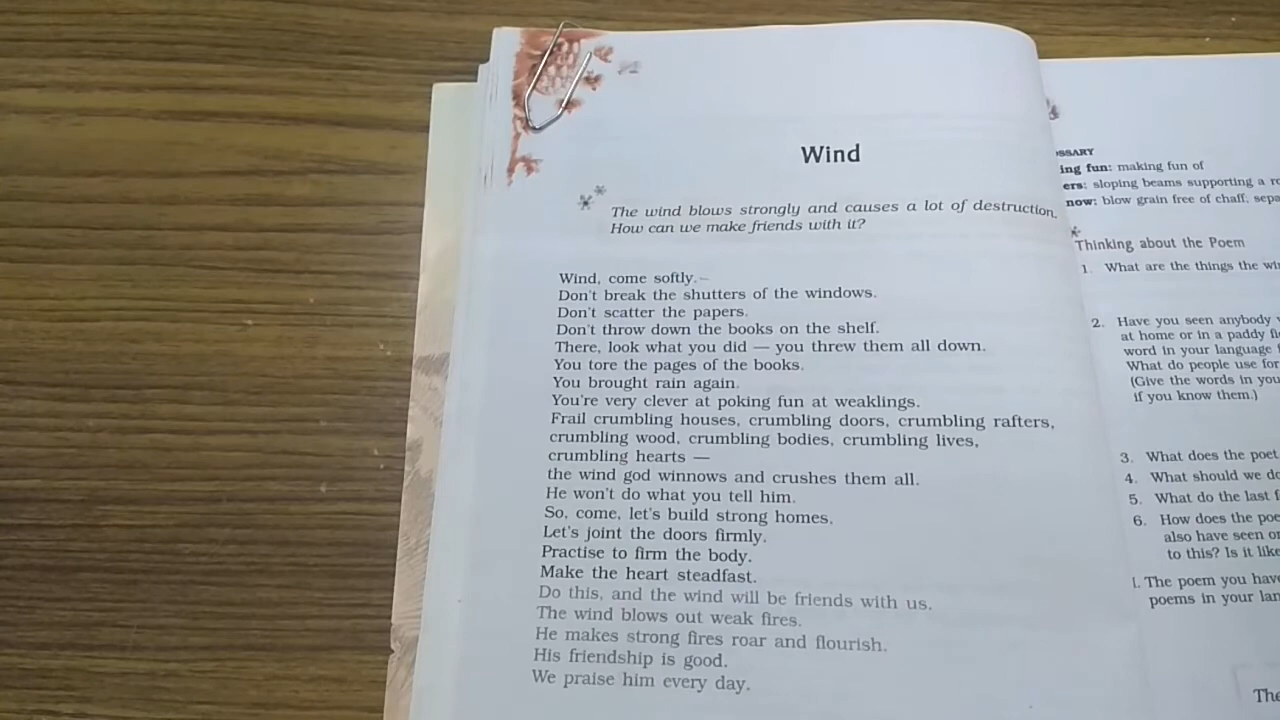 Wind
The wind blows strongly and causes a lot of destruction.
How can we make friends with it?
Wind, come softly.
Don't break the shutters of the windows.
Don't scatter the papers.
Don't throw down the books on the shelf.
There, look what you did — you threw them all down.
You tore the pages of the books.
You brought rain again.
You're very clever at poking fun at weaklings.
Frail crumbling houses, crumbling doors, crumbling rafters,
crumbling wood, crumbling bodies, crumbling lives,
crumbling hearts —
the wind god winnows and crushes them all.
He won't do what you tell him.
So, come, let's build strong homes,
Let's joint the doors firmly.
Practise to firm the body.
Make the heart steadfast.
Do this, and the wind will be friends with us.
The wind blows out weak fires.
He makes strong fires roar and flourish.
His friendship is good.
We praise him every day.
fun: making fun of
sloping beams supporting a
blow grain free of chaff,
Thinking about the Poem
1. What are the things the
2. Have you seen anybody
at home or in a paddy
word in your language
What do people use for
(Give the words in
if you know them.)
3. What does the poet
4. What should we
5. What do the last
6. How does the
also have seen
to this? Is it like
I. The poem you
poems in your